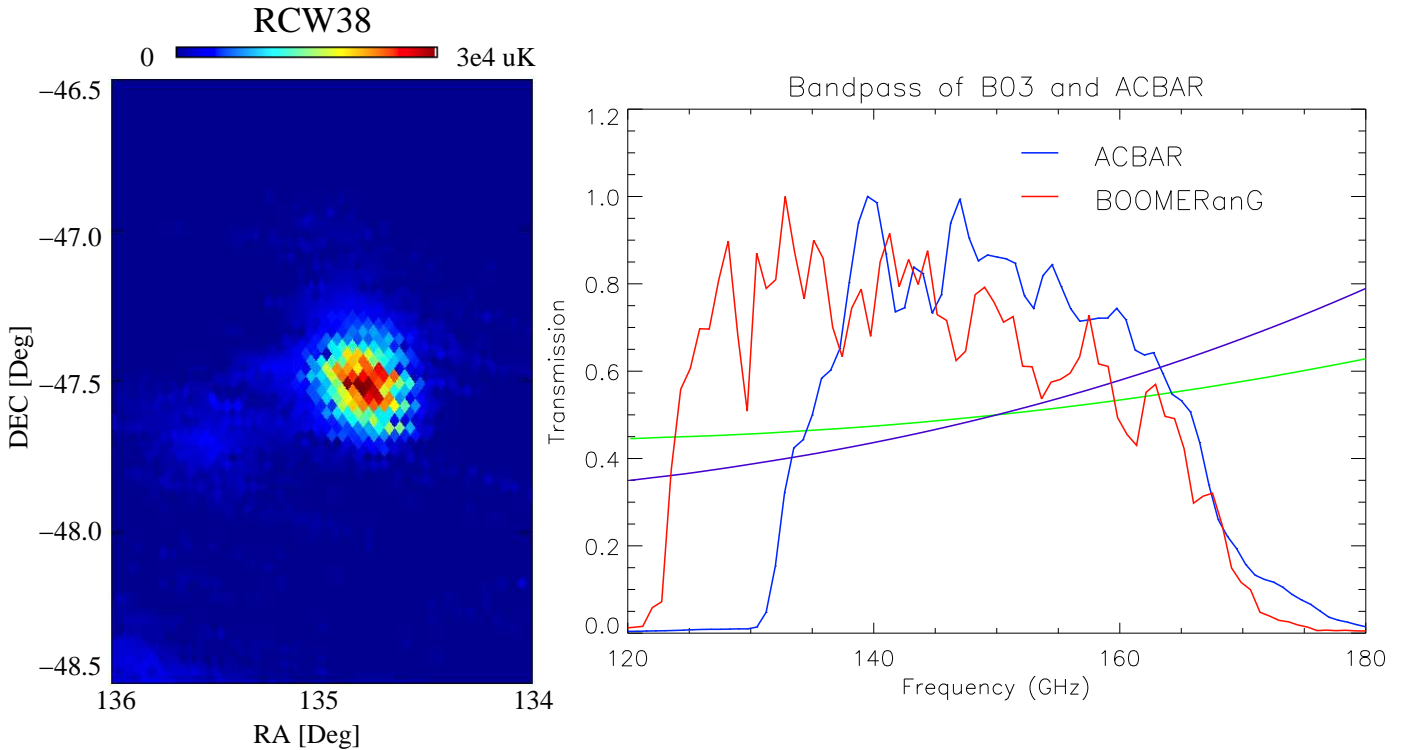 RCW38
0
3e4 uK
−46.5
−47.0
−47.5
−48.0
−48.5
DEC [Deg]
136
135
134
RA [Deg]
Bandpass of B03 and ACBAR
ACBAR
BOOMERanG
1.2
1.0
0.8
0.6
0.4
0.2
0.0
Transmission
120
140
160
180
Frequency (GHz)